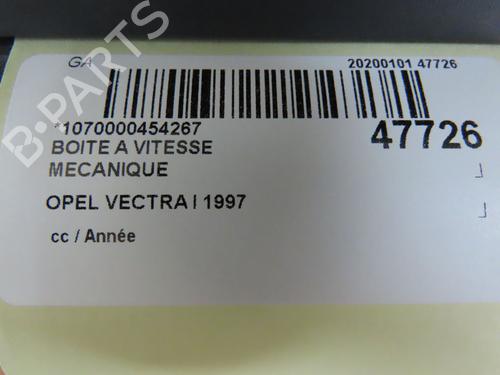 GA
20200101 47726
*1070000454267
47726
BOITE A VITESSE
MECANIQUE
OPEL VECTRA I 1997
cc / Année
B-PARTS